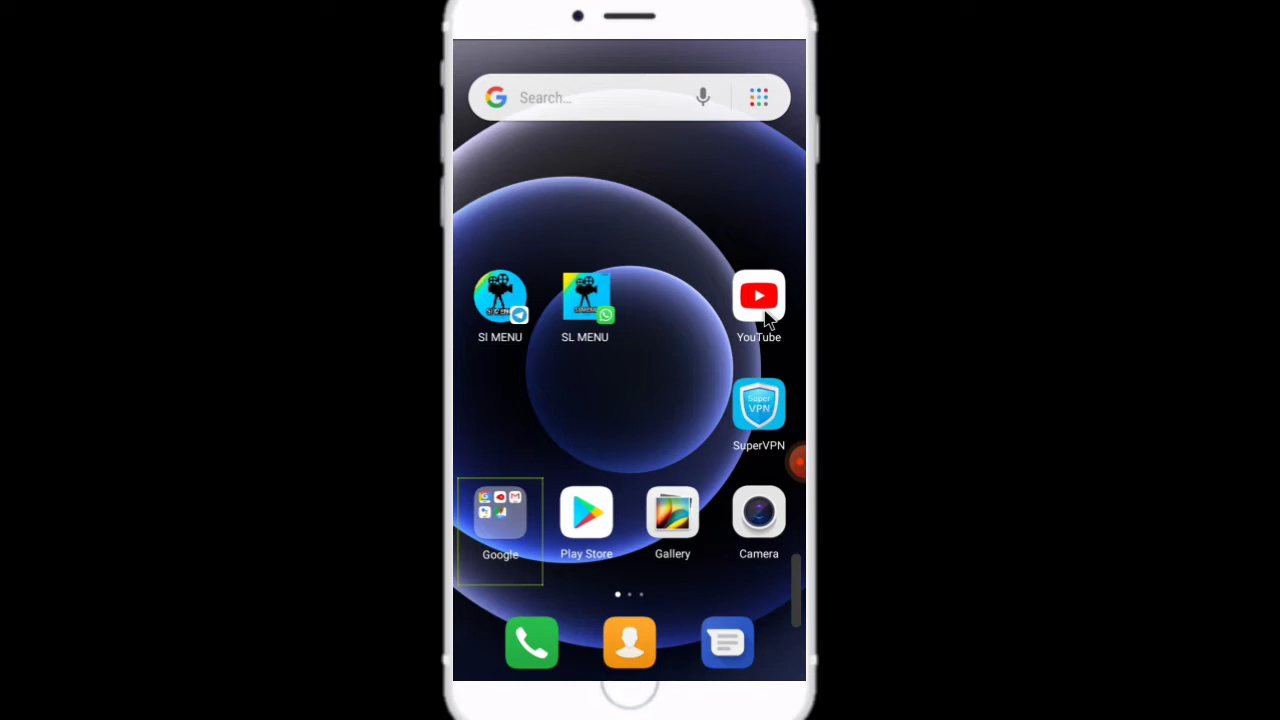 Search...
SI MENU
SL MENU
YouTube
Super
VPN
SuperVPN
Google
Play Store
Gallery
Camera